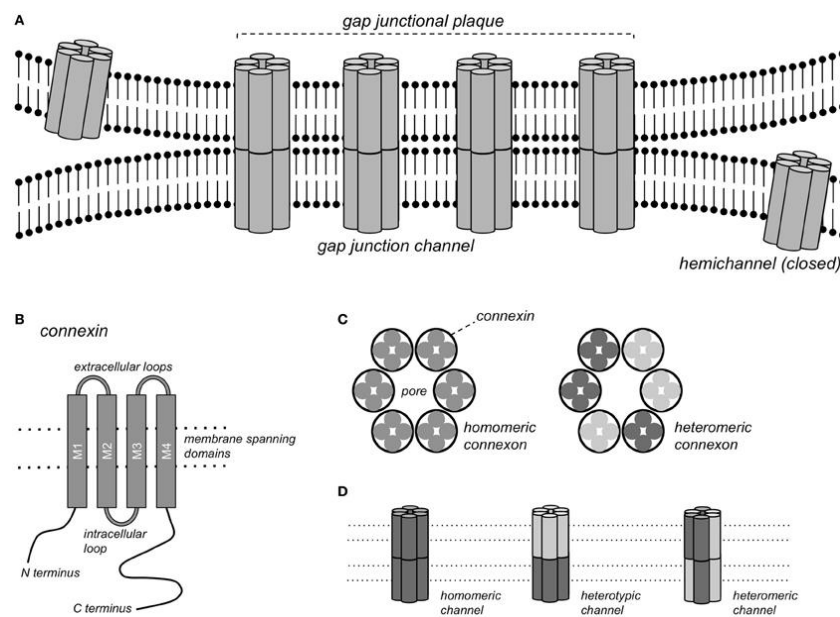 A
gap junctional plaque
gap junction channel
hemichannel (closed)
B
connexin
extracellular loops
M1
M2
M3
M4
membrane spanning
domains
intracellular
loop
N terminus
C terminus
C
connexin
pore
homomeric
connexon
heteromeric
connexon
D
homomeric
channel
heterotypic
channel
heteromeric
channel